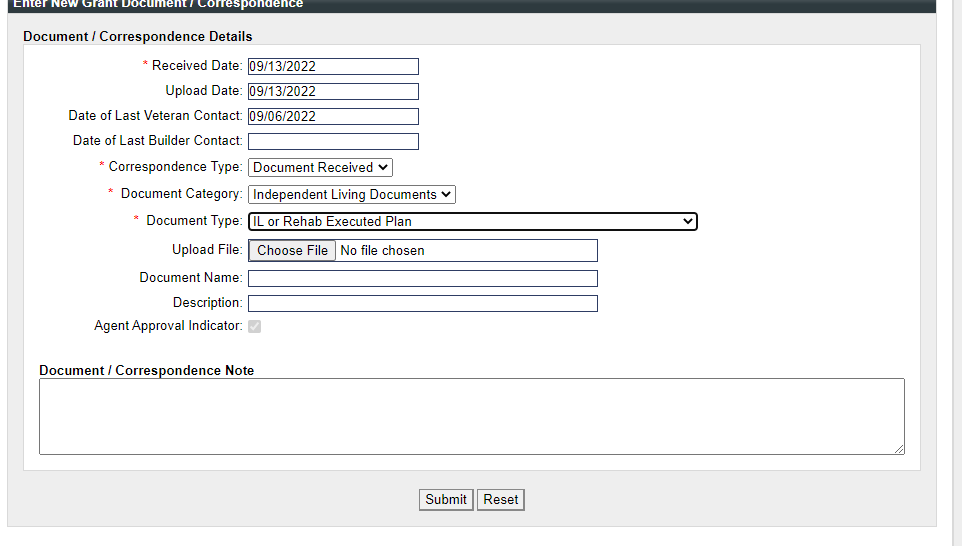 Enter New Grant Document / Correspondence
Document / Correspondence Details
* Received Date: 09/13/2022
Upload Date: 09/13/2022
Date of Last Veteran Contact: 09/06/2022
Date of Last Builder Contact:
* Correspondence Type: Document Received
* Document Category: Independent Living Documents
* Document Type: IL or Rehab Executed Plan
Upload File: Choose File No file chosen
Document Name:
Description:
Agent Approval Indicator:
Document / Correspondence Note
Submit Reset